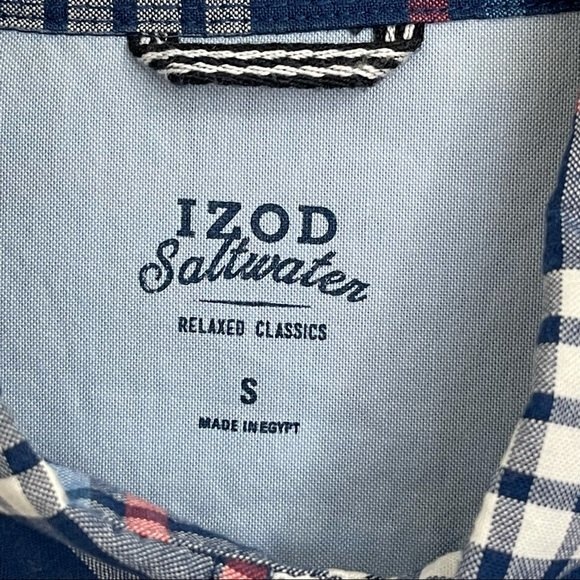 IZOD
Saltwater
RELAXED CLASSICS
S
MADE IN EGYPT